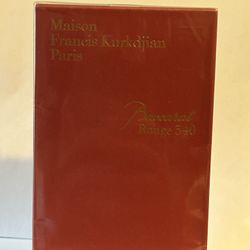 Maison
Francis Kurkdjian
Paris
Baccarat
Rouge 540